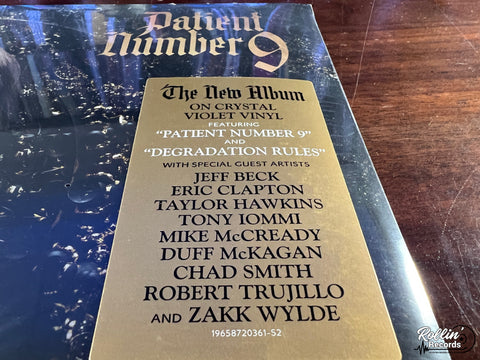 Patient
Number 9
The New Album
ON CRYSTAL
VIOLET VINYL
FEATURING
"PATIENT NUMBER 9"
AND
"DEGRADATION RULES"
WITH SPECIAL GUEST ARTISTS
JEFF BECK
ERIC CLAPTON
TAYLOR HAWKINS
TONY IOMMI
MIKE McCREADY
DUFF McKAGAN
CHAD SMITH
ROBERT TRUJILLO
AND ZAKK WYLDE
19658720361-S2
Rollin'
Records